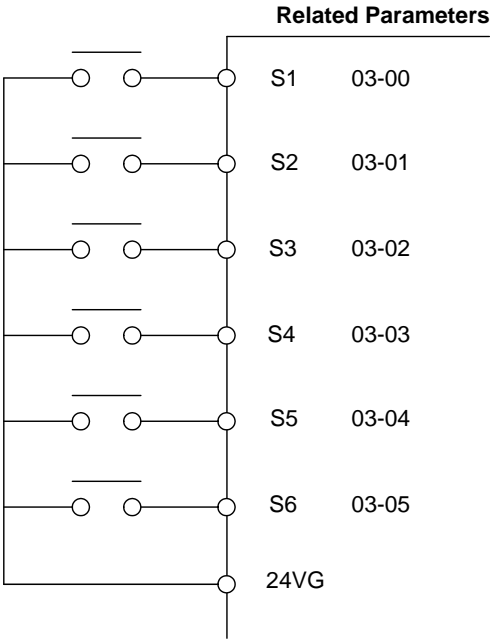 Related Parameters
S1 03-00
S2 03-01
S3 03-02
S4 03-03
S5 03-04
S6 03-05
24VG